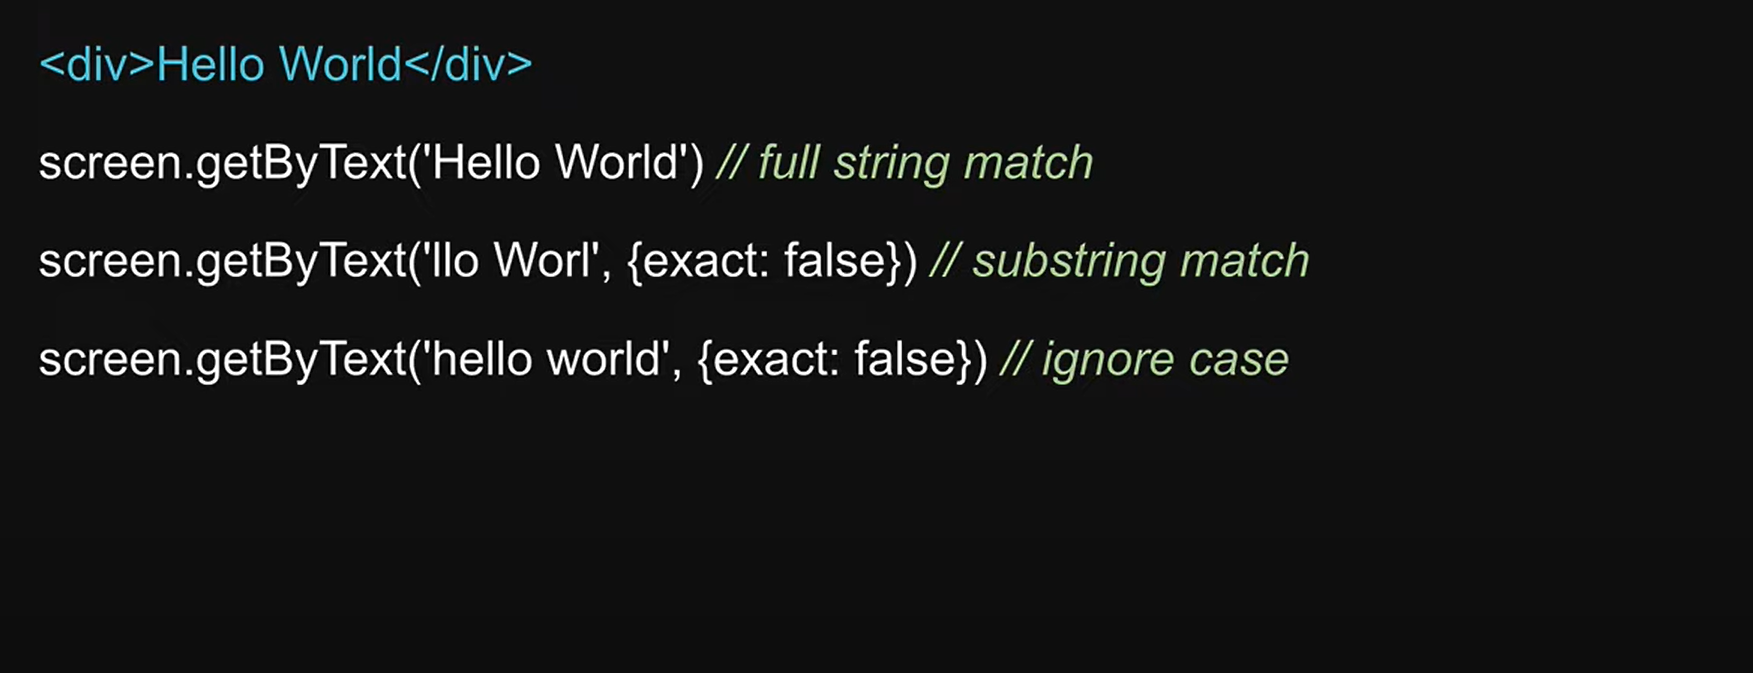 <div>Hello World</div>
screen.getByText('Hello World') // full string match
screen.getByText('llo Worl', {exact: false}) // substring match
screen.getByText('hello world', {exact: false}) // ignore case